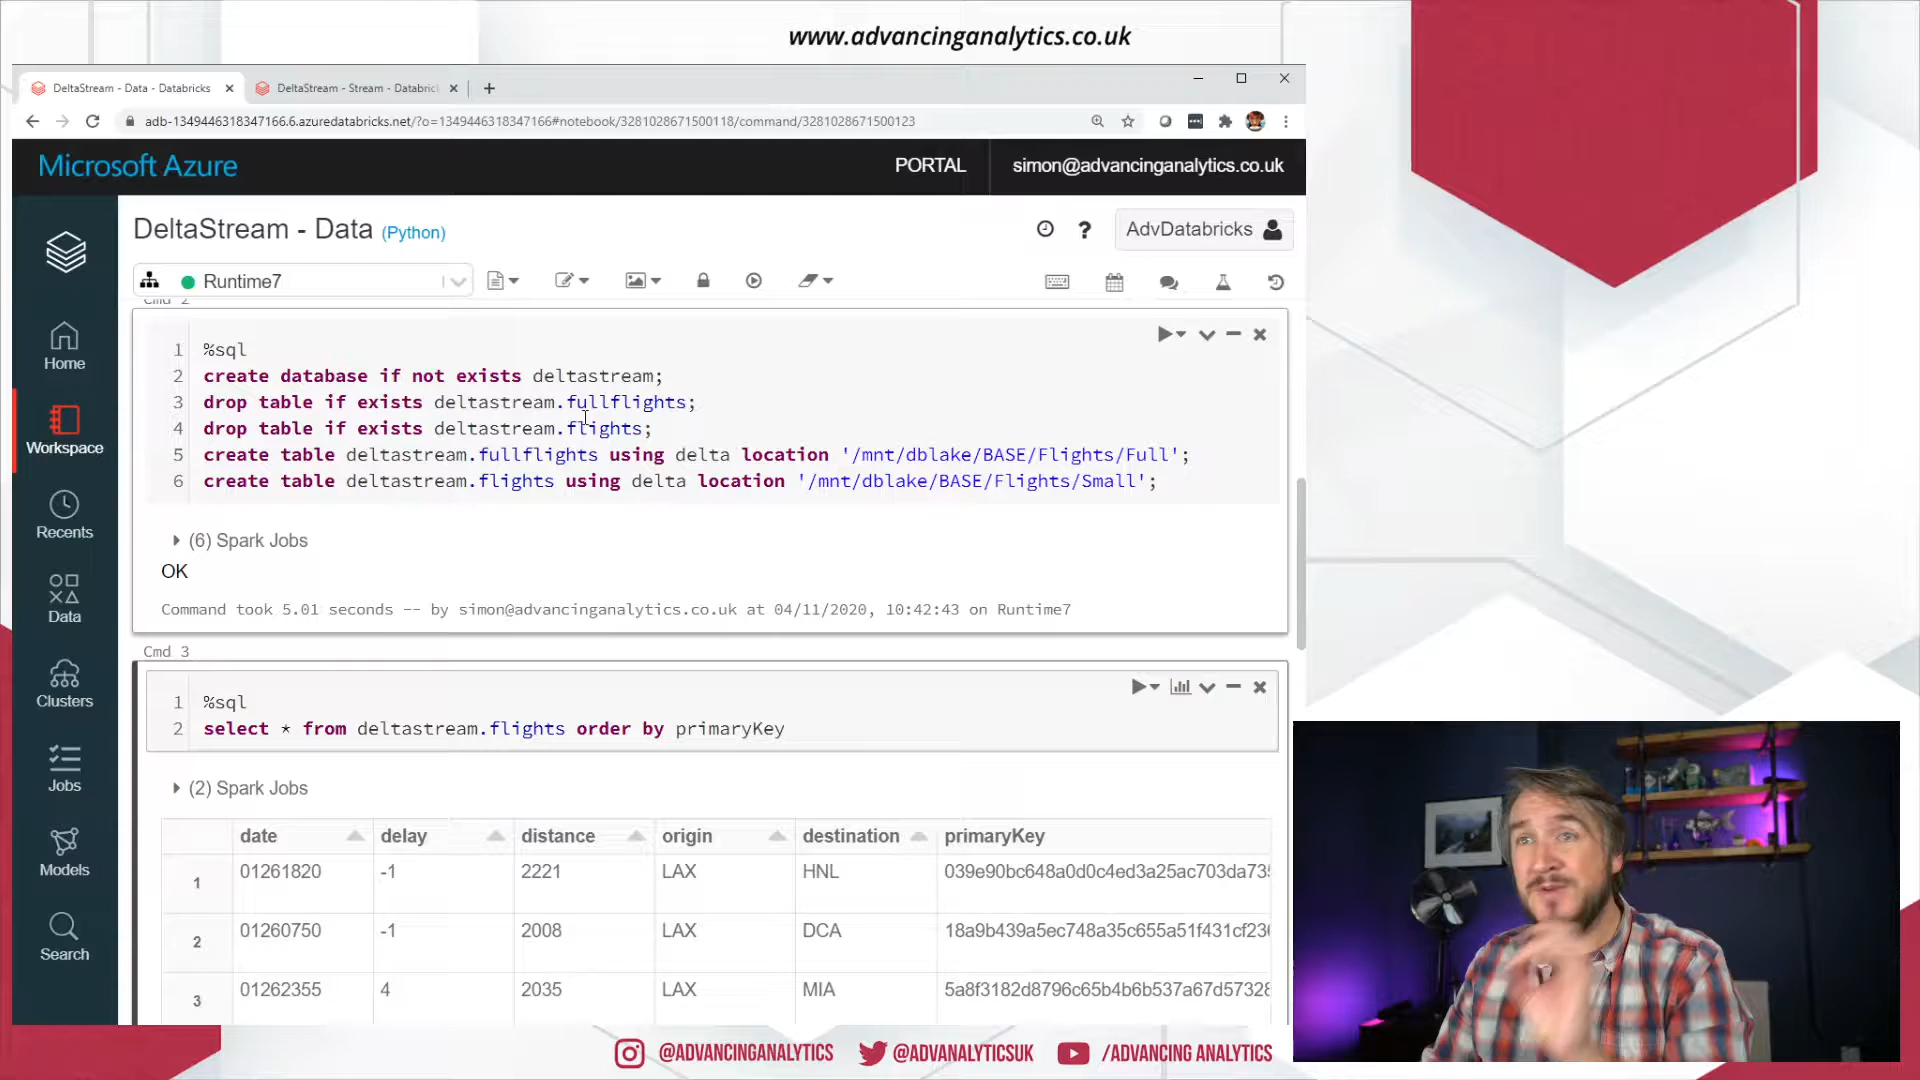 www.advancinganalytics.co.uk
DeltaStream - Data - Databricks
DeltaStream - Stream - Databric
adb-1349446318347166.6.azuredatabricks.net/?o=1349446318347166#notebook/3281028671500118/command/3281028671500123
Microsoft Azure
PORTAL
simon@advancinganalytics.co.uk
DeltaStream - Data (Python)
? AdvDatabricks
Runtime7
Cmd 2
1 %sql
2 create database if not exists deltastream;
3 drop table if exists deltastream.fullflights;
4 drop table if exists deltastream.flights;
5 create table deltastream.fullflights using delta location '/mnt/dblake/BASE/Flights/Full';
6 create table deltastream.flights using delta location '/mnt/dblake/BASE/Flights/Small';
(6) Spark Jobs
OK
Command took 5.01 seconds -- by simon@advancinganalytics.co.uk at 04/11/2020, 10:42:43 on Runtime7
Cmd 3
1 %sql
2 select * from deltastream.flights order by primaryKey
(2) Spark Jobs
date delay distance origin destination primaryKey
1 01261820 -1 2221 LAX HNL 039e90bc648a0d0c4ed3a25ac703da735
2 01260750 -1 2008 LAX DCA 18a9b439a5ec748a35c655a51f431cf236
3 01262355 4 2035 LAX MIA 5a8f3182d8796c65b4b6b537a67d57328
Home
Workspace
Recents
Data
Clusters
Jobs
Models
Search
@ADVANCINGANALYTICS
@ADVANALYTICSUK
/ADVANCING ANALYTICS